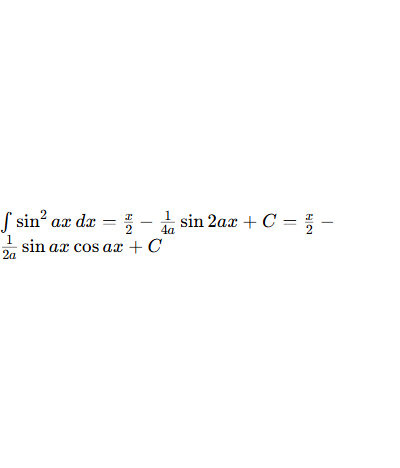 ∫ sin² ax dx = x/2 − 1/4a sin 2ax + C = x/2 −
1/2a sin ax cos ax + C